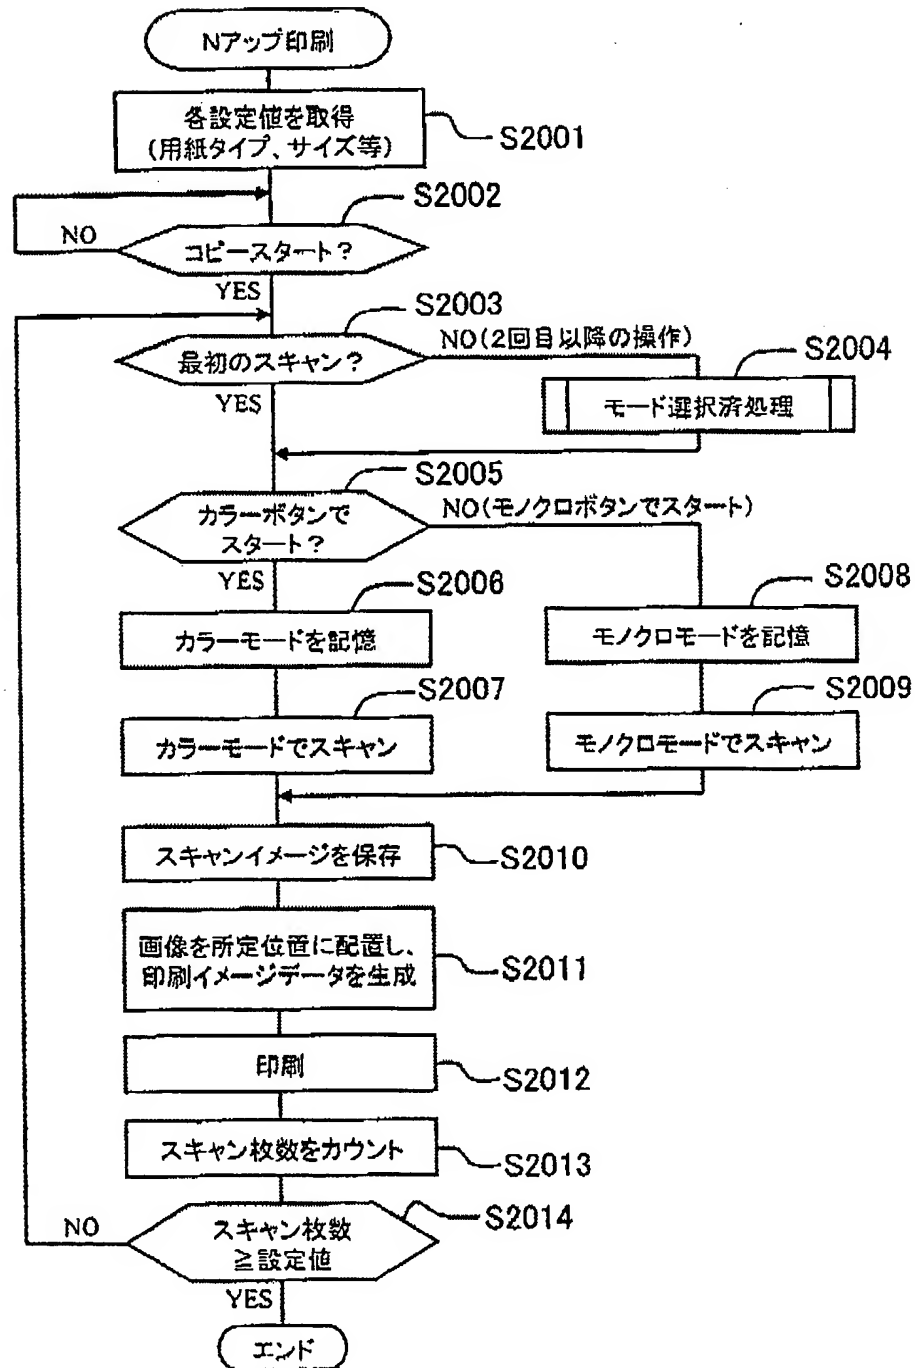 Nアップ印刷
各設定値を取得
(用紙タイプ、サイズ等)
S2001
S2002
NO
コピースタート?
YES
S2003
最初のスキャン?
NO(2回目以降の操作)
S2004
YES
モード選択済処理
S2005
カラーボタンで
スタート?
NO(モノクロボタンでスタート)
YES
S2006
S2008
カラーモードを記憶
モノクロモードを記憶
S2007
S2009
カラーモードでスキャン
モノクロモードでスキャン
スキャンイメージを保存
S2010
画像を所定位置に配置し、
印刷イメージデータを生成
S2011
印刷
S2012
スキャン枚数をカウント
S2013
S2014
NO
スキャン枚数
≧設定値
YES
エンド